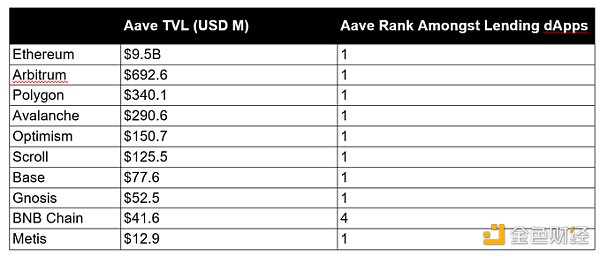 Aave TVL (USD M) Aave Rank Amongst Lending dApps
Ethereum $9.5B 1
Arbitrum $692.6 1
Polygon $340.1 1
Avalanche $290.6 1
Optimism $150.7 1
Scroll $125.5 1
Base $77.6 1
Gnosis $52.5 1
BNB Chain $41.6 4
Metis $12.9 1
金色财经